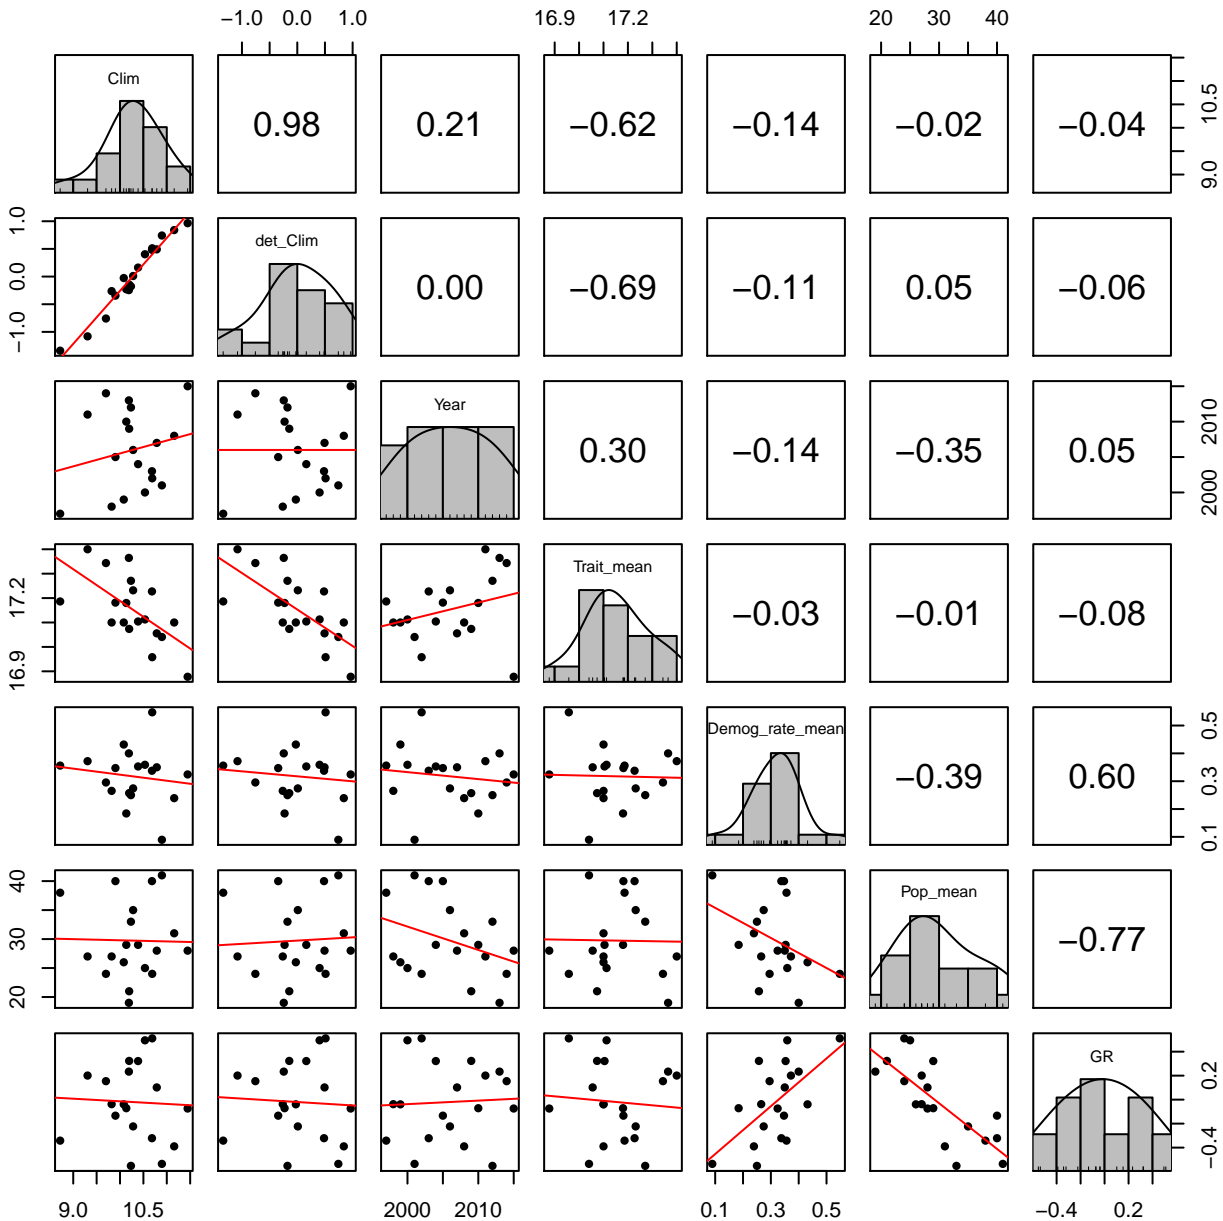 −1.0 0.0 1.0 16.9 17.2 20 30 40
Clim 0.98 0.21 −0.62 −0.14 −0.02 −0.04 9.0 10.5
−1.0 0.0 1.0 det_Clim 0.00 −0.69 −0.11 0.05 −0.06
Year 0.30 −0.14 −0.35 0.05 2000 2010
16.9 17.2 Trait_mean −0.03 −0.01 −0.08
Demog_rate_mean −0.39 0.60 0.1 0.3 0.5
20 30 40 Pop_mean −0.77
GR −0.4 0.2
9.0 10.5 2000 2010 0.1 0.3 0.5 −0.4 0.2